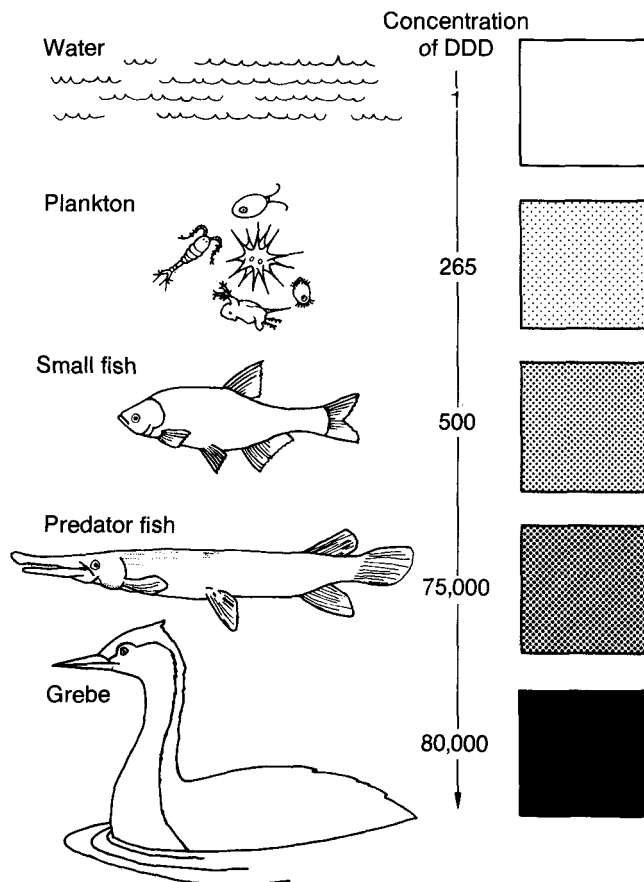 Concentration
of DDD
Water
1
Plankton
265
Small fish
500
Predator fish
75,000
Grebe
80,000